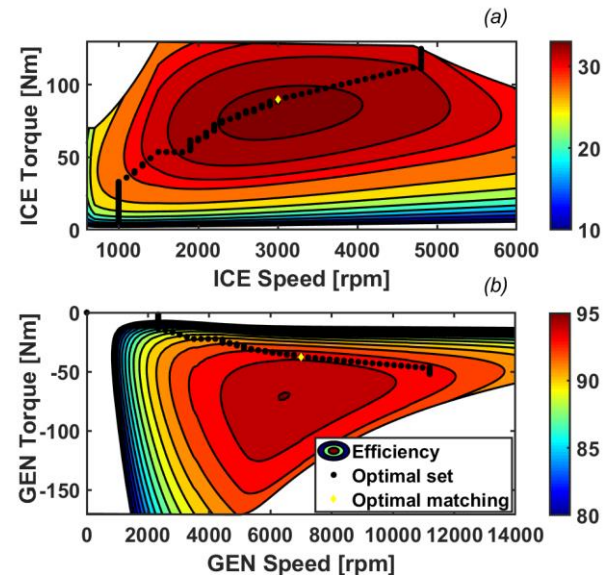 (a)
ICE Torque [Nm]
100
50
0
1000 2000 3000 4000 5000 6000
ICE Speed [rpm]
30
20
10
(b)
GEN Torque [Nm]
0
-50
-100
-150
0 2000 4000 6000 8000 10000 12000 14000
GEN Speed [rpm]
Efficiency
Optimal set
Optimal matching
95
90
85
80